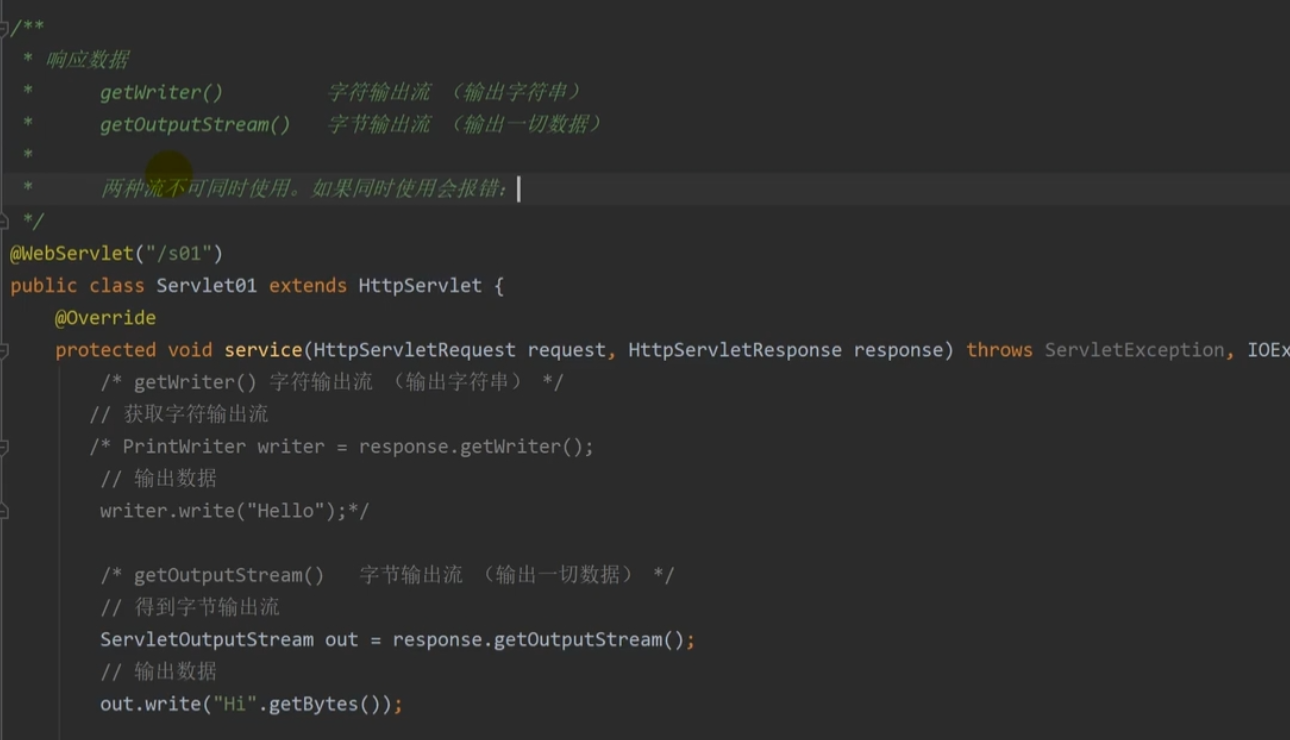 /**
* 响应数据
* getWriter() 字符输出流 （输出字符串）
* getOutputStream() 字节输出流 （输出一切数据）
*
* 两种流不可同时使用。如果同时使用会报错：
*/
@WebServlet("/s01")
public class Servlet01 extends HttpServlet {
@Override
protected void service(HttpServletRequest request, HttpServletResponse response) throws ServletException, IOEx
/* getWriter() 字符输出流 （输出字符串） */
// 获取字符输出流
/* PrintWriter writer = response.getWriter();
// 输出数据
writer.write("Hello");*/
/* getOutputStream() 字节输出流 （输出一切数据） */
// 得到字节输出流
ServletOutputStream out = response.getOutputStream();
// 输出数据
out.write("Hi".getBytes());